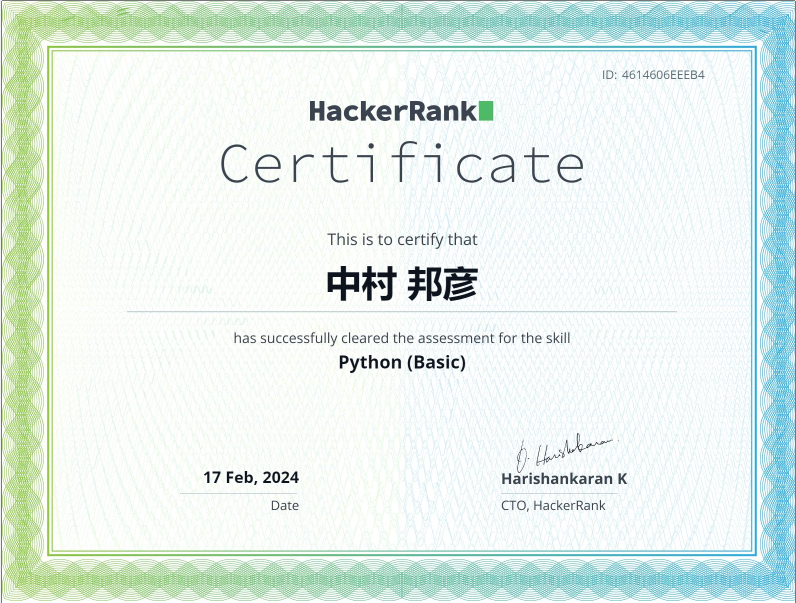 ID: 4614606EEEB4
HackerRank
Certificate
This is to certify that
中村 邦彦
has successfully cleared the assessment for the skill
Python (Basic)
17 Feb, 2024
Date
Harishankaran K
CTO, HackerRank